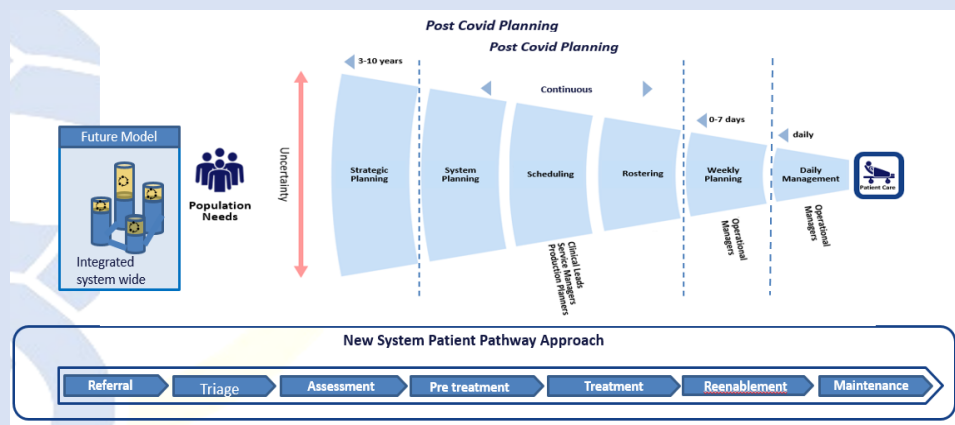 Post Covid Planning
Post Covid Planning
3-10 years
Continuous
0-7 days
daily
Future Model
Integrated
system wide
Population
Needs
Uncertainty
Strategic
Planning
System
Planning
Scheduling
Rostering
Weekly
Planning
Daily
Management
Patient Care
Clinical Leads
Service Managers
Production Planners
Operational
Managers
Operational
Managers
New System Patient Pathway Approach
Referral
Triage
Assessment
Pre treatment
Treatment
Reenablement
Maintenance